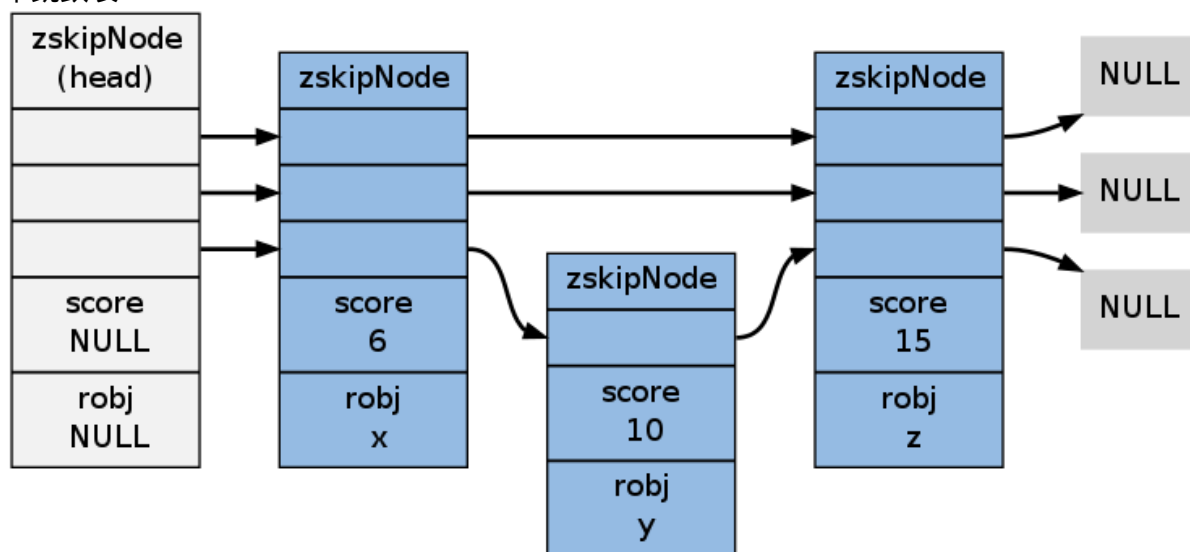 zskipNode
(head)
score
NULL
robj
NULL
zskipNode
score
6
robj
x
zskipNode
score
10
robj
y
zskipNode
score
15
robj
z
NULL
NULL
NULL